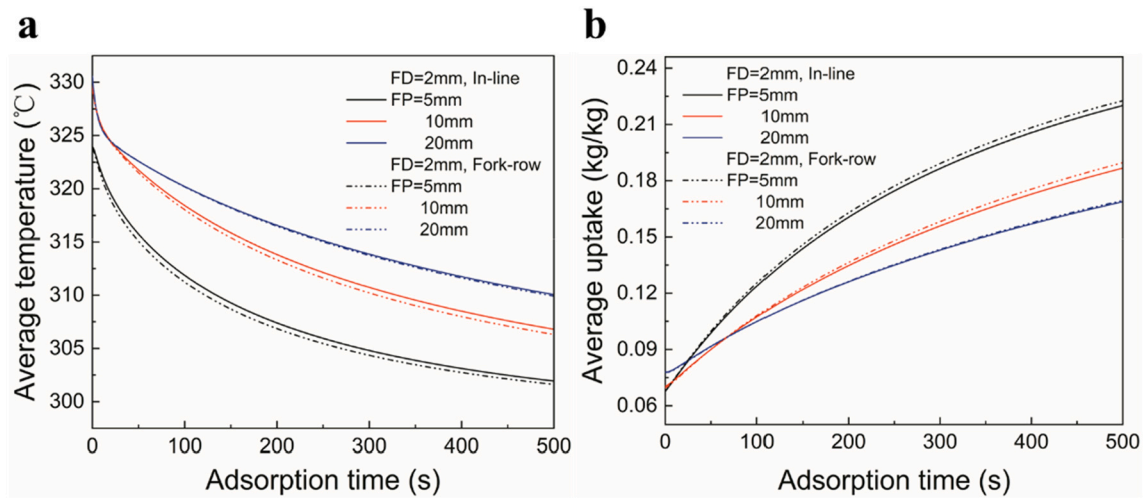 a
330
325
320
315
310
305
300
Average temperature (℃)
FD=2mm, In-line
FP=5mm
10mm
20mm
FD=2mm, Fork-row
FP=5mm
10mm
20mm
0
100
200
300
400
500
Adsorption time (s)
b
0.24
0.21
0.18
0.15
0.12
0.09
0.06
Average uptake (kg/kg)
FD=2mm, In-line
FP=5mm
10mm
20mm
FD=2mm, Fork-row
FP=5mm
10mm
20mm
0
100
200
300
400
500
Adsorption time (s)